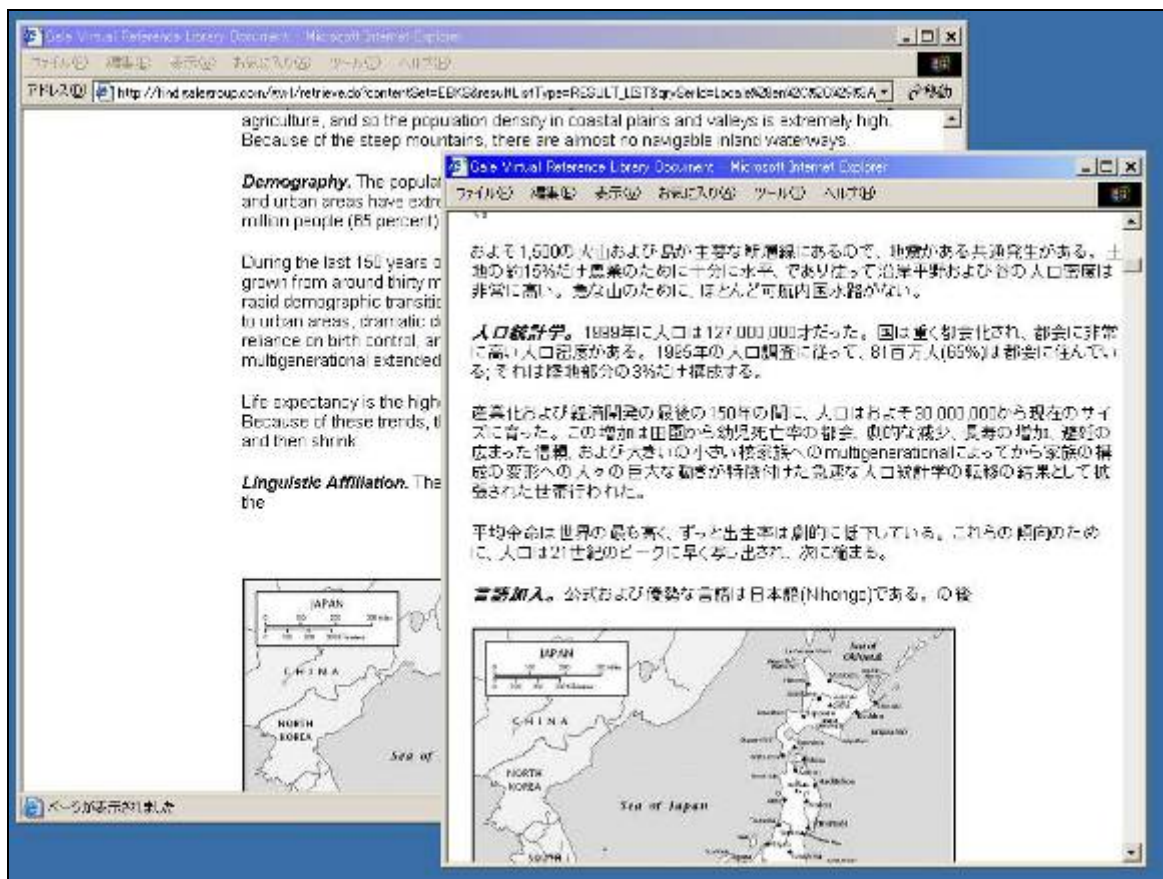 Gale Virtual Reference Library Document - Microsoft Internet Explorer
ファイル(F) 編集(E) 表示(V) お気に入り(A) ツール(T) ヘルプ(H)
アドレス(D) 移動
agriculture, and so the population density in coastal plains and valleys is extremely high.
Because of the steep mountains, there are almost no navigable inland waterways.
Demography. The populat
and urban areas have extre
million people (65 percent)
During the last 150 years o
grown from around thirty m
rapid demographic transitio
to urban areas, dramatic d
reliance on birth control, an
multigenerational extended
Life expectancy is the high
Because of these trends, t
and then shrink
Linguistic Affiliation. The
the
JAPAN
CHINA
NORTH
KOREA
Sea of
ページが表示されました
Gale Virtual Reference Library Document - Microsoft Internet Explorer
ファイル(F) 編集(E) 表示(V) お気に入り(A) ツール(T) ヘルプ(H)
およそ1,500の火山および島が主要な断層線にあるので、地震がある共通発生がある。土
地の約15%だけ農業のために十分に水平、であり従って沿岸平野および谷の人口密度は
非常に高い。急な山のために、ほとんど可航内国水路がない。
人口統計学。1999年に人口は127,000,000才だった。国は重く都会化され、都会に非常
に高い人口密度がある。1995年の人口調査に従って、81百万人(65%)は都会に住んでい
る; それは陸地部分の3%だけ構成する。
産業化および経済開発の最後の150年の間に、人口はおよそ30,000,000から現在のサイ
ズに育った。この増加は田園から幼児死亡率の都会、劇的な減少、長寿の増加、避妊の
広まった信頼、および大きいの小さい核家族へのmultigenerationalによってから家族の構
成の変形への人々の巨大な動きが特徴付けた急速な人口統計学の転移の結果として拡
張された世帯行われた。
平均余命は世界の最も高く、ずっと出生率は劇的に低下している。これらの傾向のため
に、人口は21世紀のピークに早く写し出され、次に縮まる。
言語加入。公式および優勢な言語は日本語(Nihongo)である。の後
JAPAN
CHINA
NORTH
KOREA
Sea of Japan
Sea of
Okhotsk
SOUTH